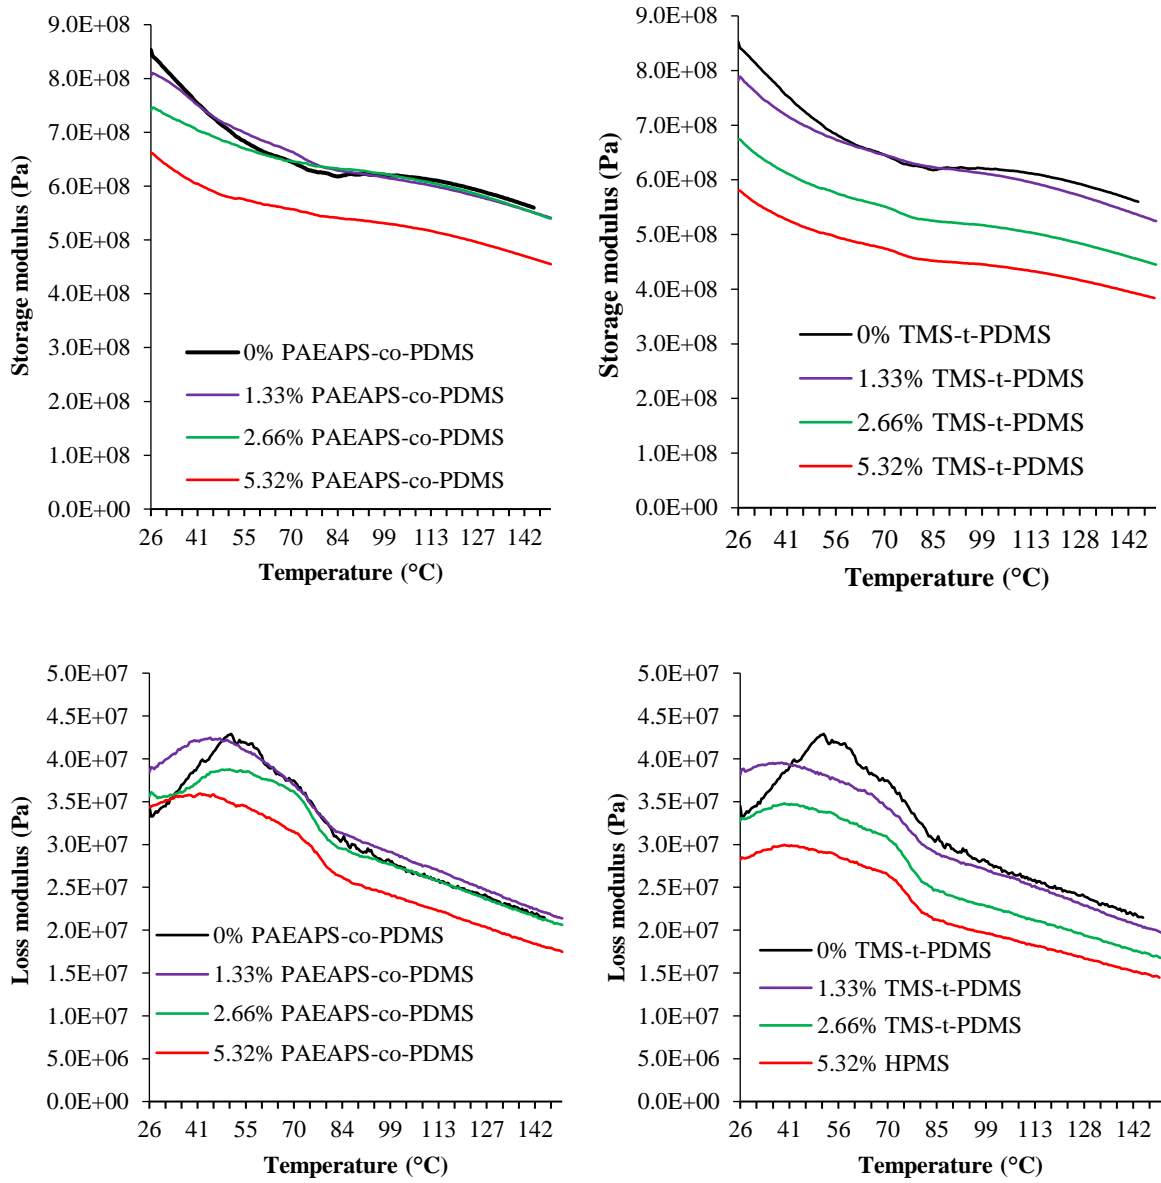 9.0E+08
8.0E+08
7.0E+08
6.0E+08
5.0E+08
4.0E+08
3.0E+08
2.0E+08
1.0E+08
0.0E+00
Storage modulus (Pa)
0% PAEAPS-co-PDMS
1.33% PAEAPS-co-PDMS
2.66% PAEAPS-co-PDMS
5.32% PAEAPS-co-PDMS
26 41 55 70 84 99 113 127 142
Temperature (°C)
9.0E+08
8.0E+08
7.0E+08
6.0E+08
5.0E+08
4.0E+08
3.0E+08
2.0E+08
1.0E+08
0.0E+00
Storage modulus (Pa)
0% TMS-t-PDMS
1.33% TMS-t-PDMS
2.66% TMS-t-PDMS
5.32% TMS-t-PDMS
26 41 56 70 85 99 113 128 142
Temperature (°C)
5.0E+07
4.5E+07
4.0E+07
3.5E+07
3.0E+07
2.5E+07
2.0E+07
1.5E+07
1.0E+07
5.0E+06
0.0E+00
Loss modulus (Pa)
0% PAEAPS-co-PDMS
1.33% PAEAPS-co-PDMS
2.66% PAEAPS-co-PDMS
5.32% PAEAPS-co-PDMS
26 41 55 70 84 99 113 127 142
Temperature (°C)
5.0E+07
4.5E+07
4.0E+07
3.5E+07
3.0E+07
2.5E+07
2.0E+07
1.5E+07
1.0E+07
5.0E+06
0.0E+00
Loss modulus (Pa)
0% TMS-t-PDMS
1.33% TMS-t-PDMS
2.66% TMS-t-PDMS
5.32% HPMS
26 41 56 70 85 99 113 128 142
Temperature (°C)